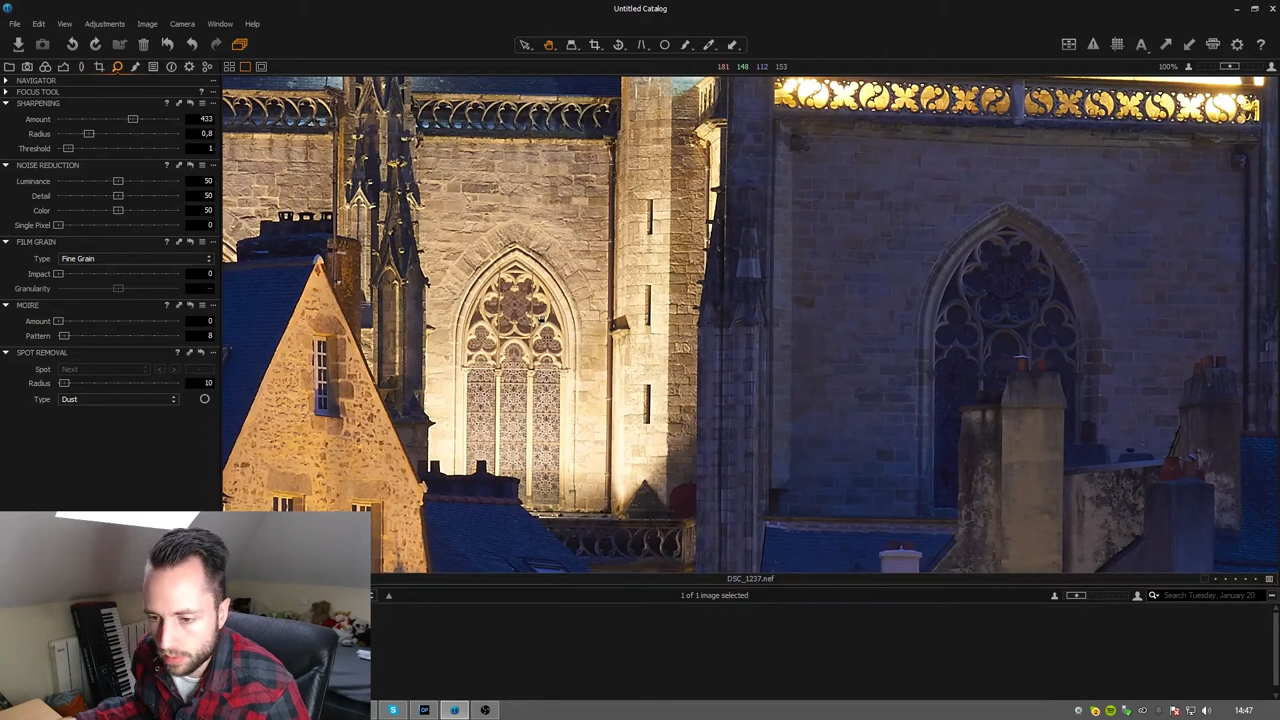 Untitled Catalog
File Edit View Adjustments Image Camera Window Help
181 148 112 153
100%
NAVIGATOR
FOCUS TOOL
SHARPENING
Amount 433
Radius 0,8
Threshold 1
NOISE REDUCTION
Luminance 50
Detail 50
Color 50
Single Pixel 0
FILM GRAIN
Type Fine Grain
Impact 0
Granularity --
MOIRE
Amount 0
Pattern 8
SPOT REMOVAL
Spot Next
Radius 10
Type Dust
DSC_1237.nef
1 of 1 image selected
Search Tuesday, January 20
OP
14:47